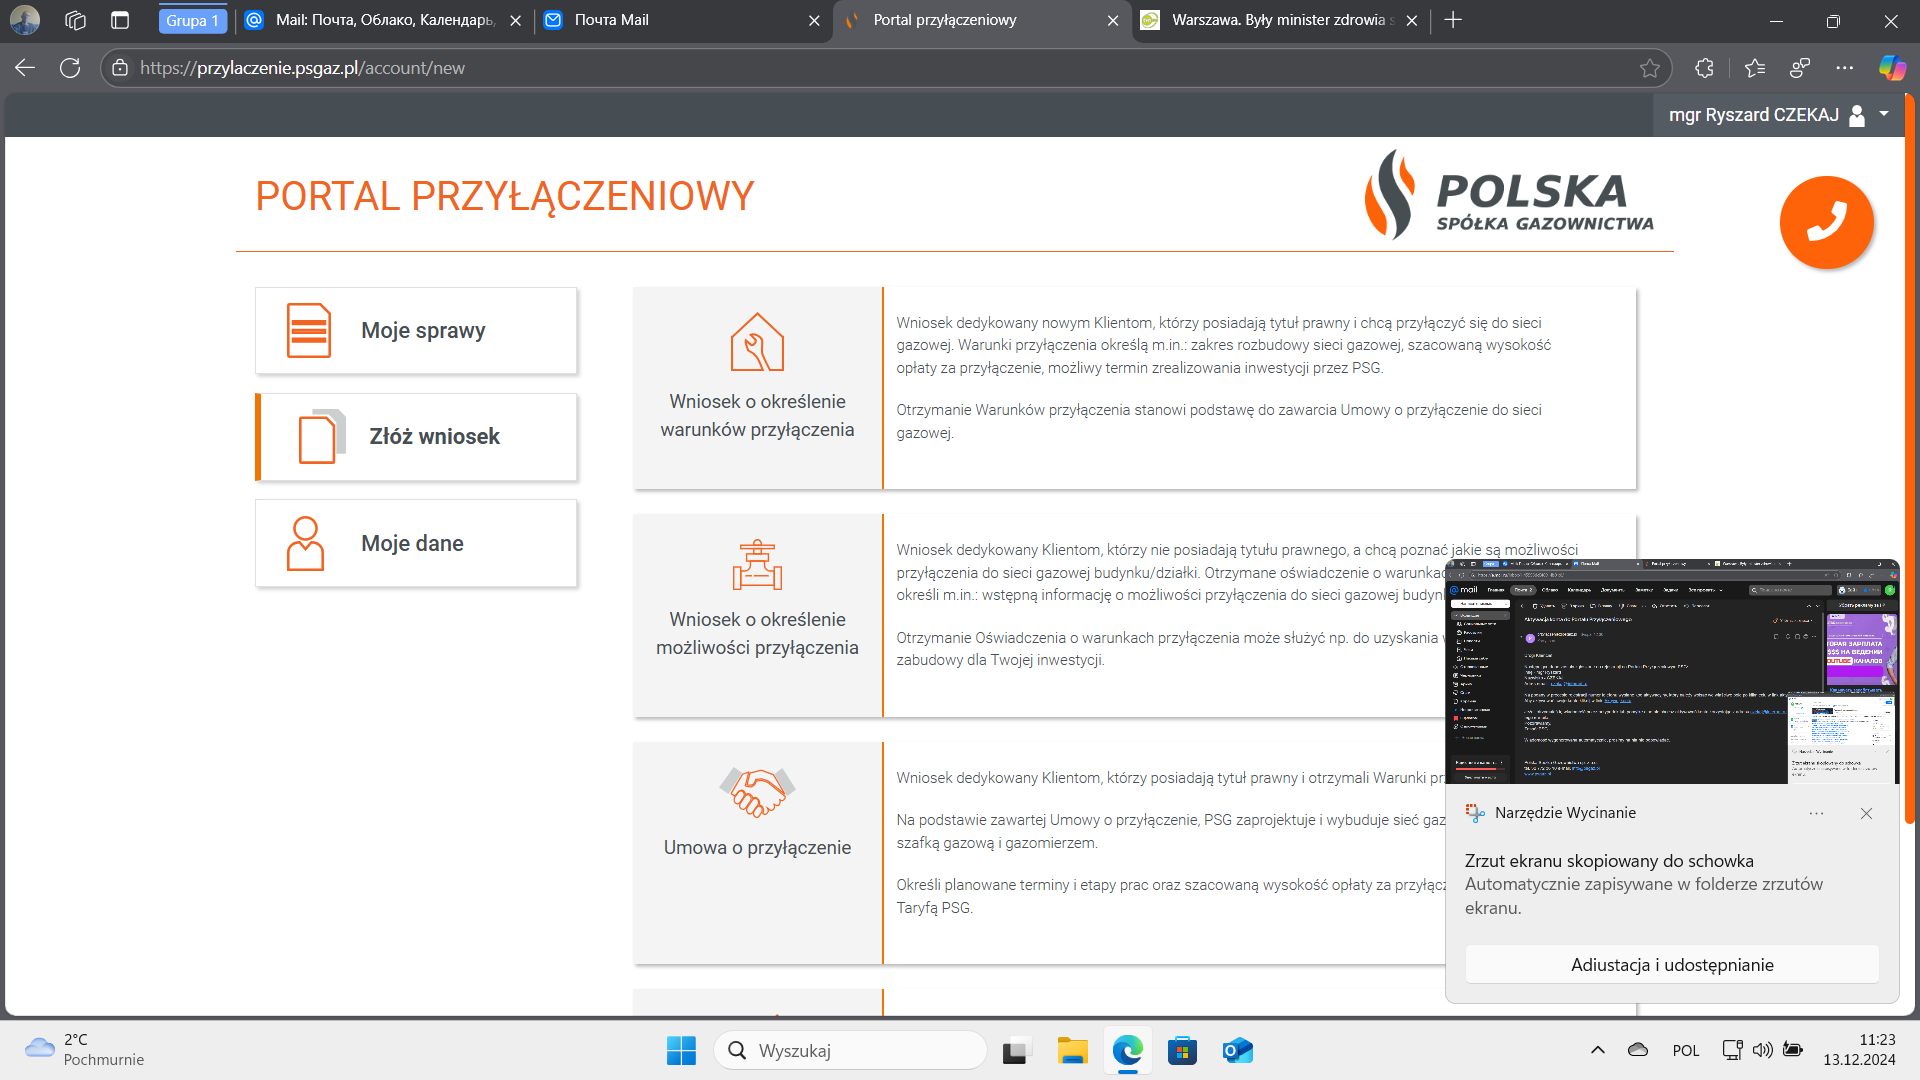 Grupa 1
Mail: Почта, Облако, Календарь,
Почта Mail
Portal przyłączeniowy
Warszawa. Były minister zdrowia s
https://przylaczenie.psgaz.pl/account/new
mgr Ryszard CZEKAJ
PORTAL PRZYŁĄCZENIOWY
POLSKA
SPÓŁKA GAZOWNICTWA
Moje sprawy
Złóż wniosek
Moje dane
Wniosek o określenie
warunków przyłączenia
Wniosek dedykowany nowym Klientom, którzy posiadają tytuł prawny i chcą przyłączyć się do sieci
gazowej. Warunki przyłączenia określą m.in.: zakres rozbudowy sieci gazowej, szacowaną wysokość
opłaty za przyłączenie, możliwy termin zrealizowania inwestycji przez PSG.
Otrzymanie Warunków przyłączenia stanowi podstawę do zawarcia Umowy o przyłączenie do sieci
gazowej.
Wniosek o określenie
możliwości przyłączenia
Wniosek dedykowany Klientom, którzy nie posiadają tytułu prawnego, a chcą poznać jakie są możliwości
przyłączenia do sieci gazowej budynku/działki. Otrzymane oświadczenie o warunkac
określi m.in.: wstępną informację o możliwości przyłączenia do sieci gazowej budynk
Otrzymanie Oświadczenia o warunkach przyłączenia może służyć np. do uzyskania w
zabudowy dla Twojej inwestycji.
Umowa o przyłączenie
Wniosek dedykowany Klientom, którzy posiadają tytuł prawny i otrzymali Warunki prz
Na podstawie zawartej Umowy o przyłączenie, PSG zaprojektuje i wybuduje sieć gaz
szafką gazową i gazomierzem.
Określi planowane terminy i etapy prac oraz szacowaną wysokość opłaty za przyłącz
Taryfą PSG.
mail
Narzędzie Wycinanie
Zrzut ekranu skopiowany do schowka
Automatycznie zapisywane w folderze zrzutów
ekranu.
Adiustacja i udostępnianie
2°C
Pochmurnie
Wyszukaj
POL
11:23
13.12.2024